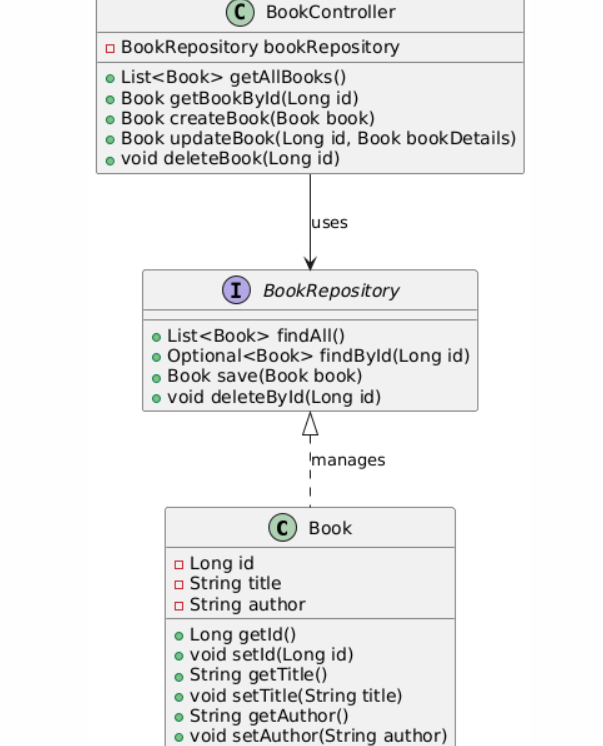 C BookController
BookRepository bookRepository
List<Book> getAllBooks()
Book getBookById(Long id)
Book createBook(Book book)
Book updateBook(Long id, Book bookDetails)
void deleteBook(Long id)
uses
I BookRepository
List<Book> findAll()
Optional<Book> findById(Long id)
Book save(Book book)
void deleteById(Long id)
manages
C Book
Long id
String title
String author
Long getId()
void setId(Long id)
String getTitle()
void setTitle(String title)
String getAuthor()
void setAuthor(String author)